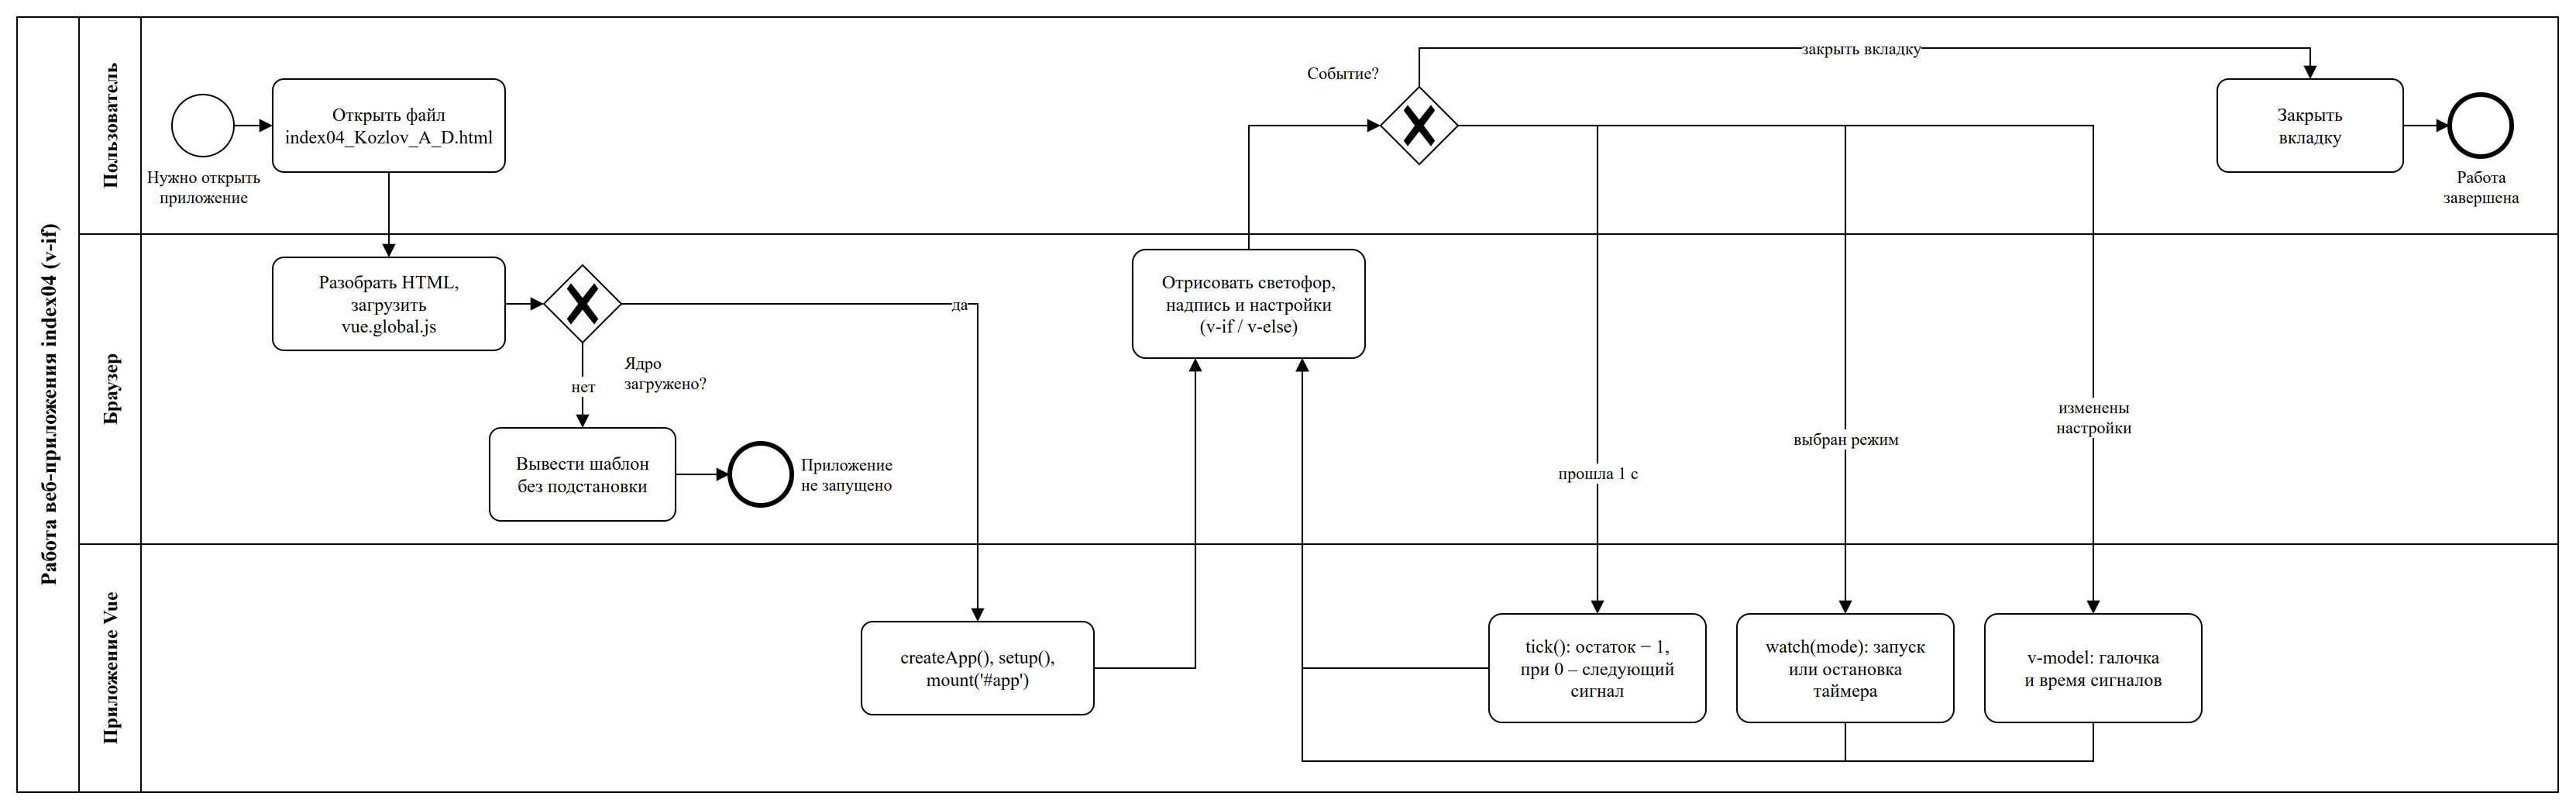 Работа веб-приложения index04 (v-if)
Пользователь
Нужно открыть
приложение
Открыть файл
index04_Kozlov_A_D.html
Событие?
закрыть вкладку
Закрыть
вкладку
Работа
завершена
Браузер
Разобрать HTML,
загрузить
vue.global.js
Ядро
загружено?
да
нет
Вывести шаблон
без подстановки
Приложение
не запущено
Отрисовать светофор,
надпись и настройки
(v-if / v-else)
прошла 1 с
выбран режим
изменены
настройки
Приложение Vue
createApp(), setup(),
mount('#app')
tick(): остаток − 1,
при 0 – следующий
сигнал
watch(mode): запуск
или остановка
таймера
v-model: галочка
и время сигналов